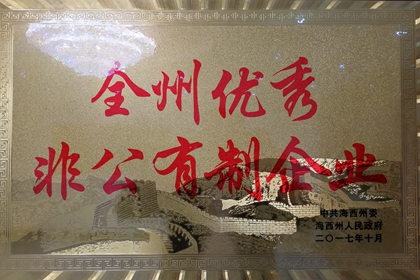 全州优秀
非公有制企业
中共海西州委
海西州人民政府
二〇一七年十月